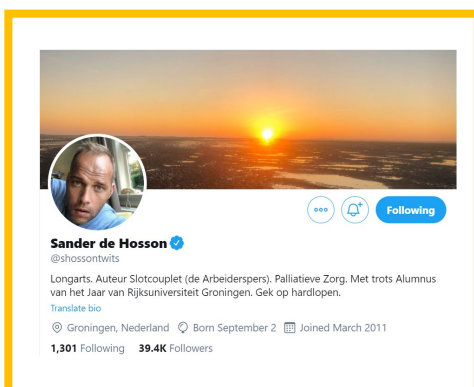 Following
Sander de Hosson
@shossontwits
Longarts. Auteur Slotcouplet (de Arbeiderspers). Palliatieve Zorg. Met trots Alumnus
van het Jaar van Rijksuniversiteit Groningen. Gek op hardlopen.
Translate bio
Groningen, Nederland Born September 2 Joined March 2011
1,301 Following 39.4K Followers